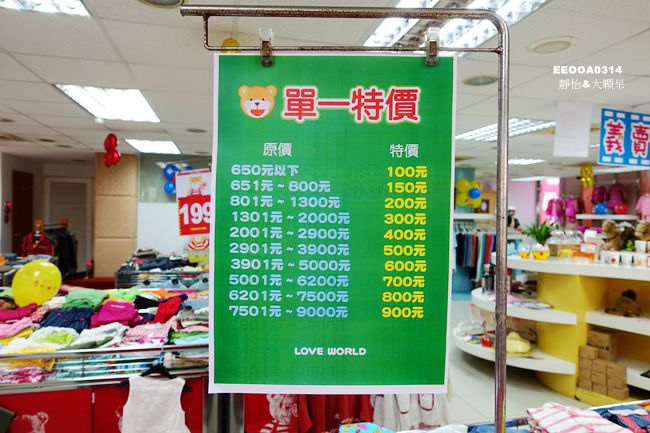 EEOOA0314
靜怡&大顆呆
義賣
199
單一特價
原價 特價
650元以下 100元
651元~800元 150元
801元~1300元 200元
1301元~2000元 300元
2001元~2900元 400元
2901元~3900元 500元
3901元~5000元 600元
5001元~6200元 700元
6201元~7500元 800元
7501元~9000元 900元
LOVE WORLD